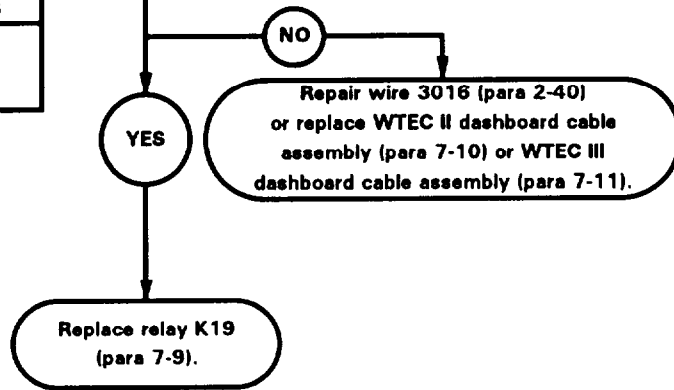 NO
Repair wire 3016 (para 2-40)
or replace WTEC II dashboard cable
assembly (para 7-10) or WTEC III
dashboard cable assembly (para 7-11).
YES
Replace relay K19
(para 7-9).